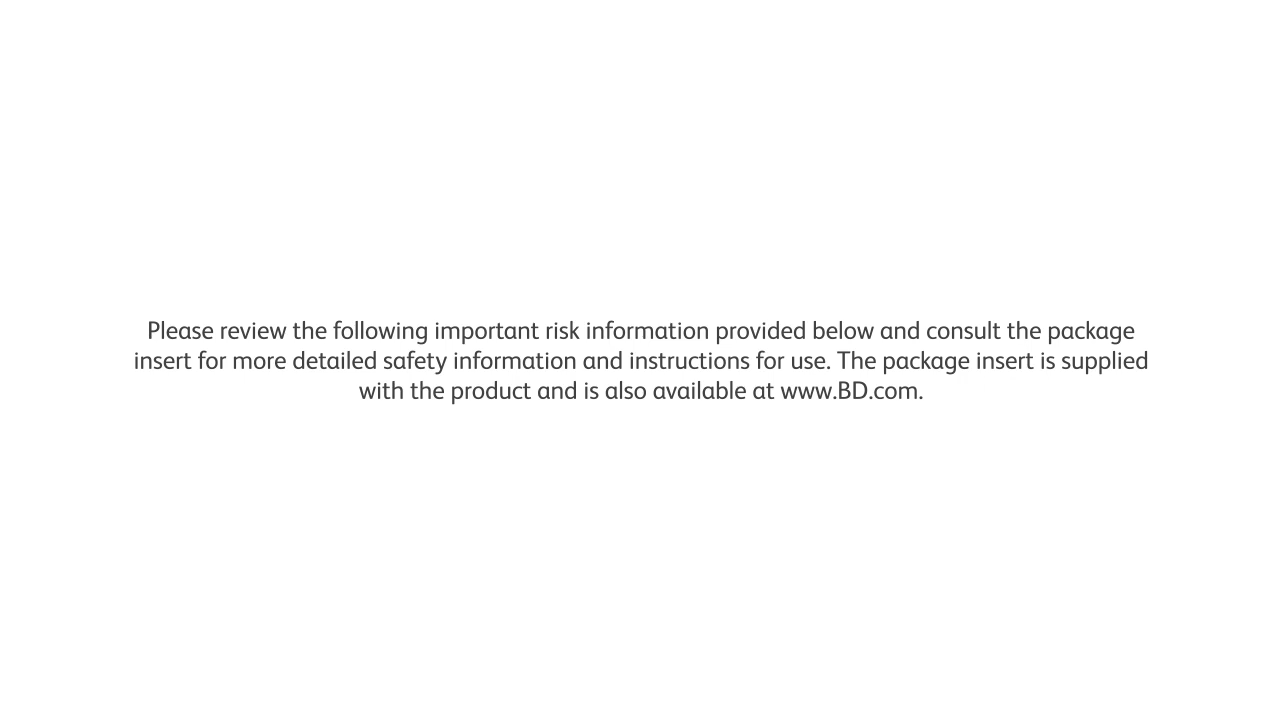 Please review the following important risk information provided below and consult the package
insert for more detailed safety information and instructions for use. The package insert is supplied
with the product and is also available at www.BD.com.